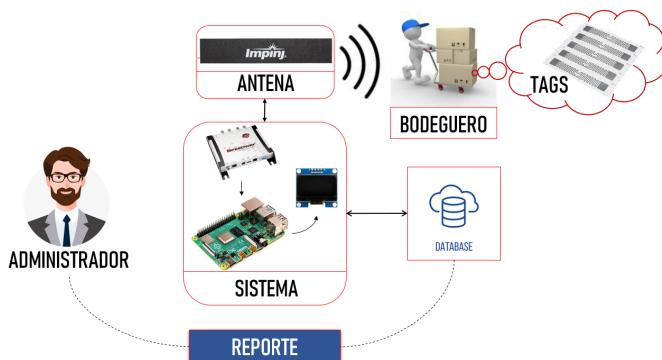 Impinj
ANTENA
TAGS
BODEGUERO
ADMINISTRADOR
SISTEMA
DATABASE
REPORTE